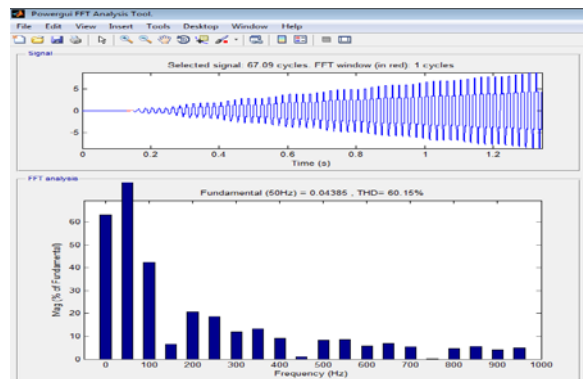 Powergui FFT Analysis Tool.
File Edit View Insert Tools Desktop Window Help
Signal
Selected signal: 67.09 cycles. FFT window (in red): 1 cycles
5
0
-5
0 0.2 0.4 0.6 0.8 1 1.2
Time (s)
FFT analysis
Fundamental (50Hz) = 0.04385 , THD= 60.15%
Mag (% of Fundamental)
60
50
40
30
20
10
0
0 100 200 300 400 500 600 700 800 900 1000
Frequency (Hz)